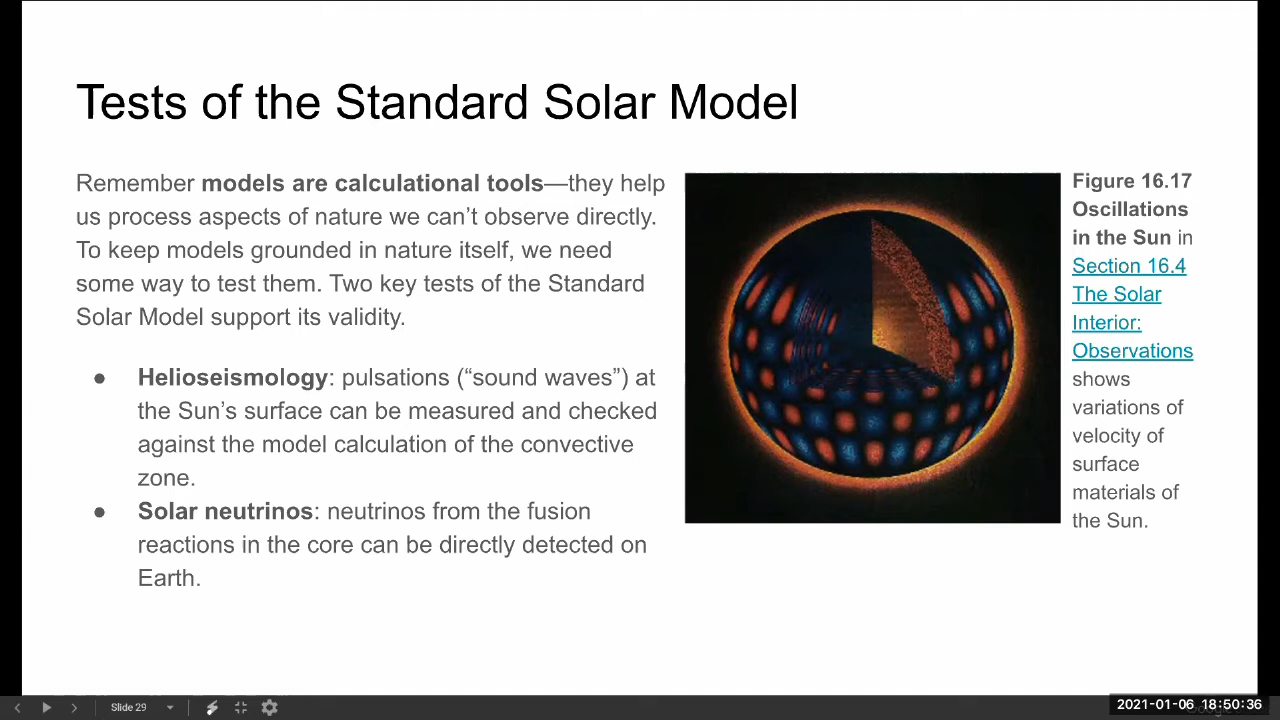 Tests of the Standard Solar Model
Remember models are calculational tools—they help
us process aspects of nature we can’t observe directly.
To keep models grounded in nature itself, we need
some way to test them. Two key tests of the Standard
Solar Model support its validity.
● Helioseismology: pulsations (“sound waves”) at
the Sun’s surface can be measured and checked
against the model calculation of the convective
zone.
● Solar neutrinos: neutrinos from the fusion
reactions in the core can be directly detected on
Earth.
Figure 16.17
Oscillations
in the Sun in
Section 16.4
The Solar
Interior:
Observations
shows
variations of
velocity of
surface
materials of
the Sun.
Slide 29
2021-01-06 18:50:36